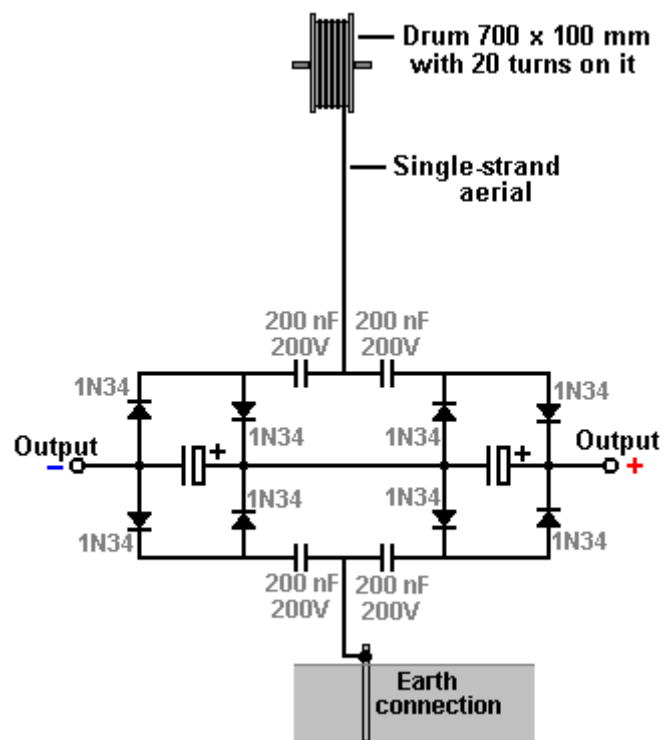 Drum 700 x 100 mm
with 20 turns on it
Single-strand
aerial
200 nF 200 nF
200V 200V
1N34 1N34
1N34 1N34
Output + + Output
− +
1N34 1N34
1N34 1N34
200 nF 200 nF
200V 200V
Earth
connection